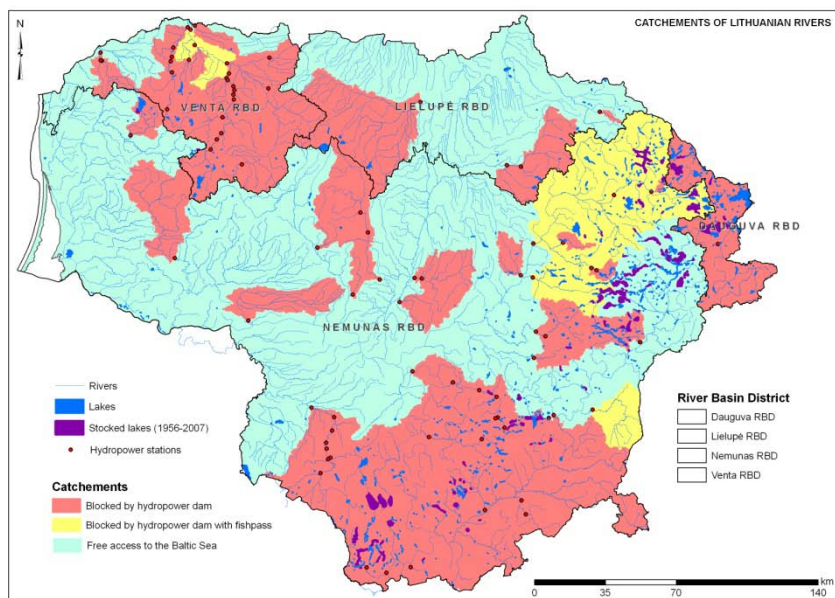 CATCHEMENTS OF LITHUANIAN RIVERS
N
VENTA RBD
LIELUPĖ RBD
DAUGUVA RBD
NEMUNAS RBD
Rivers
Lakes
Stocked lakes (1956-2007)
Hydropower stations
Catchements
Blocked by hydropower dam
Blocked by hydropower dam with fishpass
Free access to the Baltic Sea
River Basin District
Dauguva RBD
Lielupė RBD
Nemunas RBD
Venta RBD
km
0 35 70 140